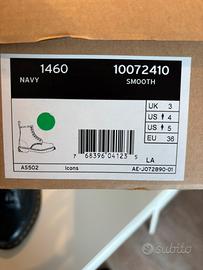 1460
10072410
NAVY
SMOOTH
UK 3
US 4
US 5
EU 36
7 68396 04123 5
LA
AS502
Icons
AE-J072890-01
subito